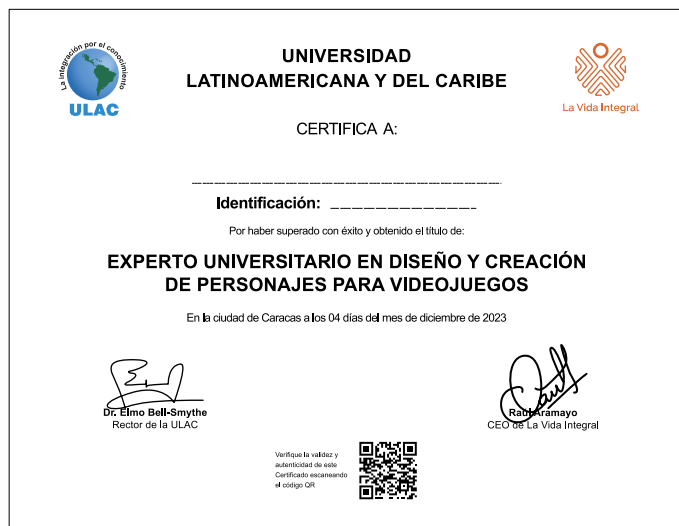 La integración por el conocimiento
ULAC
UNIVERSIDAD
LATINOAMERICANA Y DEL CARIBE
La Vida Integral
CERTIFICA A:
Identificación:
Por haber superado con éxito y obtenido el título de:
EXPERTO UNIVERSITARIO EN DISEÑO Y CREACIÓN
DE PERSONAJES PARA VIDEOJUEGOS
En la ciudad de Caracas a los 04 días del mes de diciembre de 2023
Dr. Elmo Bell-Smythe
Rector de la ULAC
Raúl Aramayo
CEO de La Vida Integral
Verifique la validez y
autenticidad de este
Certificado escaneando
el código QR